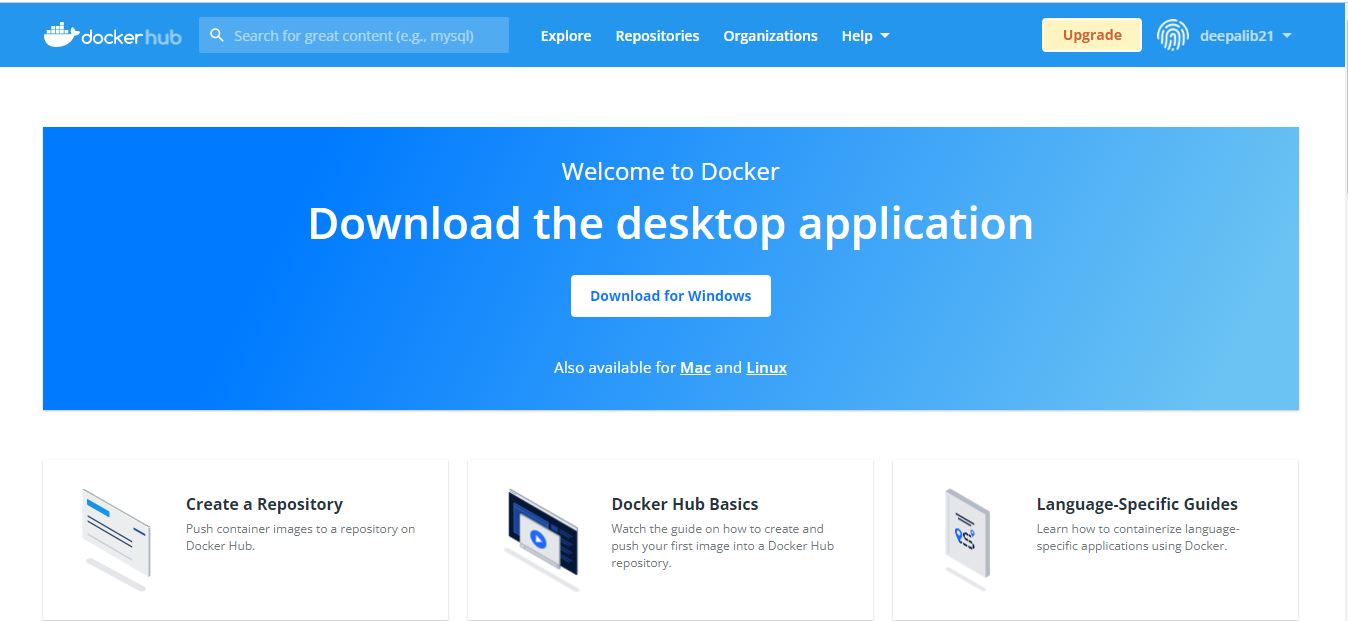 docker hub
Search for great content (e.g., mysql)
Explore
Repositories
Organizations
Help
Upgrade
deepalib21
Welcome to Docker
Download the desktop application
Download for Windows
Also available for Mac and Linux
Create a Repository
Push container images to a repository on
Docker Hub.
Docker Hub Basics
Watch the guide on how to create and
push your first image into a Docker Hub
repository.
Language-Specific Guides
Learn how to containerize language-
specific applications using Docker.